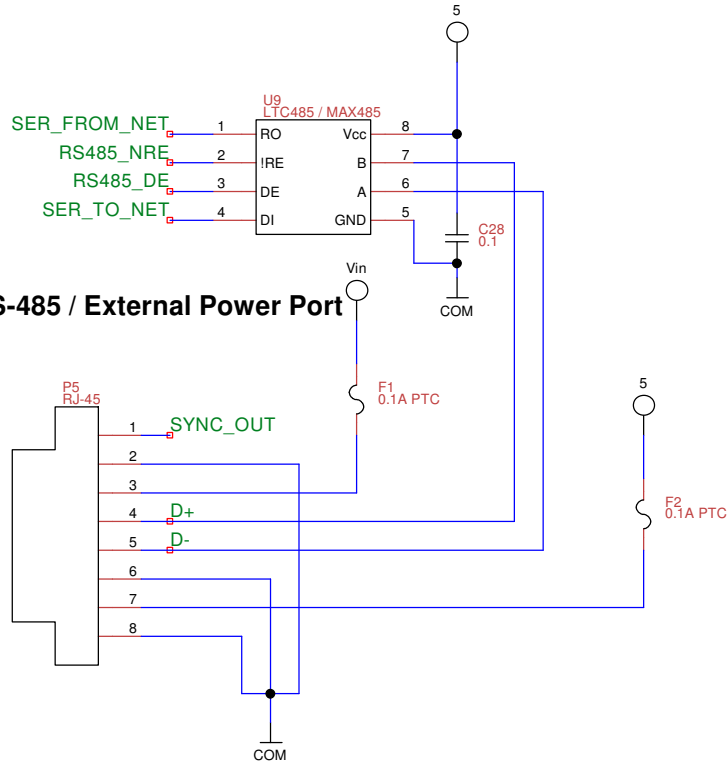 5
U9
LTC485 / MAX485
SER_FROM_NET 1 RO Vcc 8
RS485_NRE 2 !RE B 7
RS485_DE 3 DE A 6
SER_TO_NET 4 DI GND 5
C28
0.1
COM
Vin
S-485 / External Power Port
F1
0.1A PTC
5
P5
RJ-45
1 SYNC_OUT
2
3
4 D+
5 D-
6
7
8
F2
0.1A PTC
COM